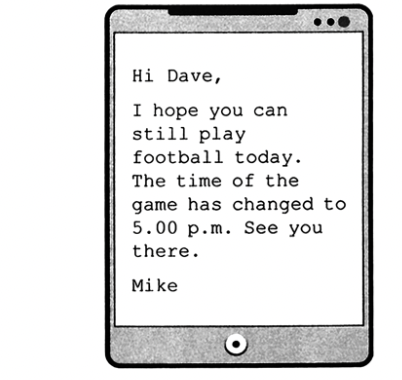 Hi Dave,
I hope you can
still play
football today.
The time of the
game has changed to
5.00 p.m. See you
there.
Mike